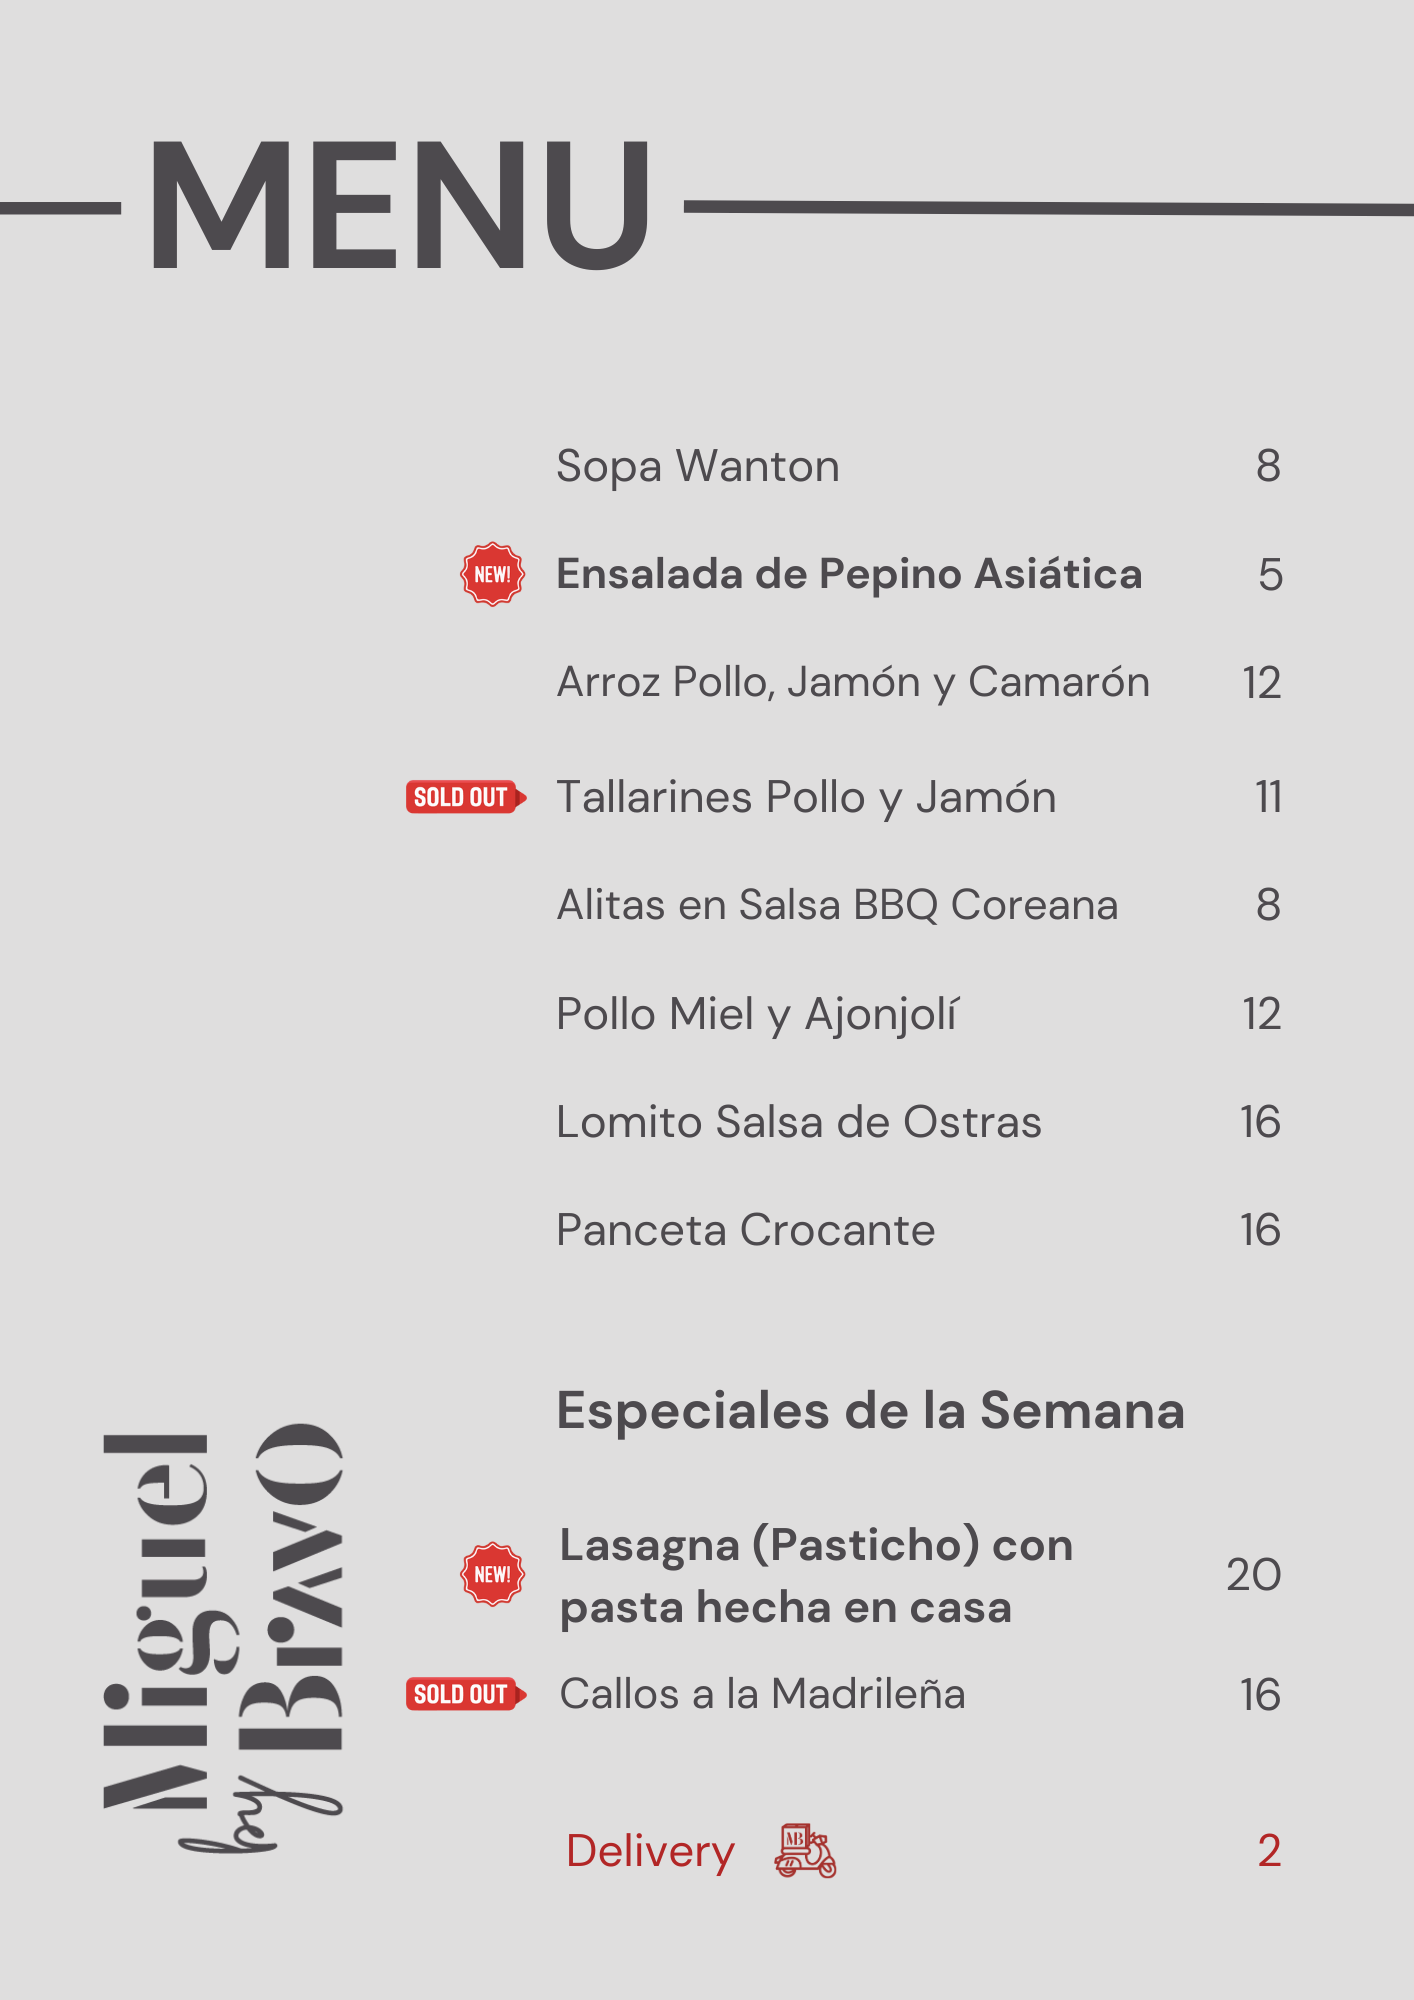 MENU
Sopa Wanton 8
NEW! Ensalada de Pepino Asiática 5
Arroz Pollo, Jamón y Camarón 12
SOLD OUT Tallarines Pollo y Jamón 11
Alitas en Salsa BBQ Coreana 8
Pollo Miel y Ajonjolí 12
Lomito Salsa de Ostras 16
Panceta Crocante 16
Especiales de la Semana
NEW! Lasagna (Pasticho) con
pasta hecha en casa 20
SOLD OUT Callos a la Madrileña 16
Delivery MB 2
Miguel
by Bravo